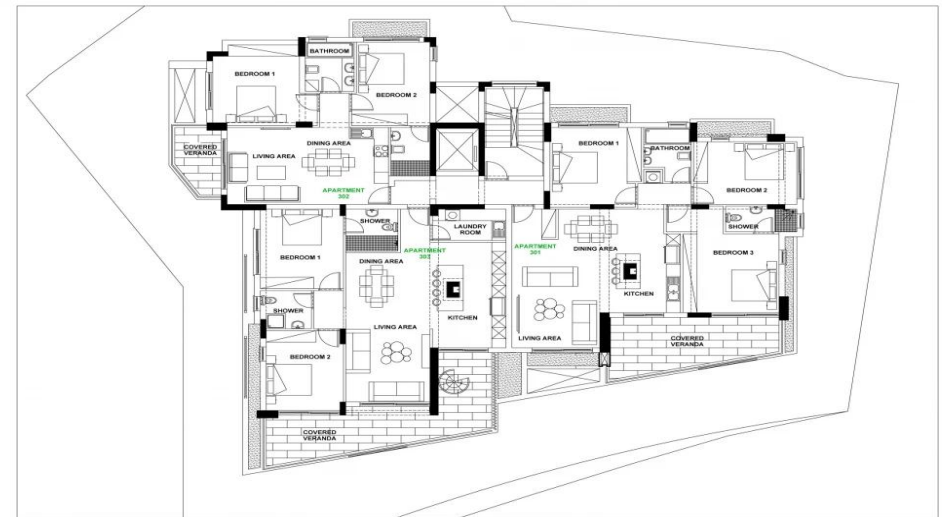 BATHROOM
BEDROOM 1
BEDROOM 2
COVERED
VERANDA
LIVING AREA
DINING AREA
APARTMENT
302
BEDROOM 1
BATHROOM
BEDROOM 2
SHOWER
BEDROOM 3
DINING AREA
APARTMENT
301
KITCHEN
LIVING AREA
COVERED
VERANDA
SHOWER
LAUNDRY
ROOM
APARTMENT
303
BEDROOM 1
DINING AREA
SHOWER
KITCHEN
LIVING AREA
BEDROOM 2
COVERED
VERANDA